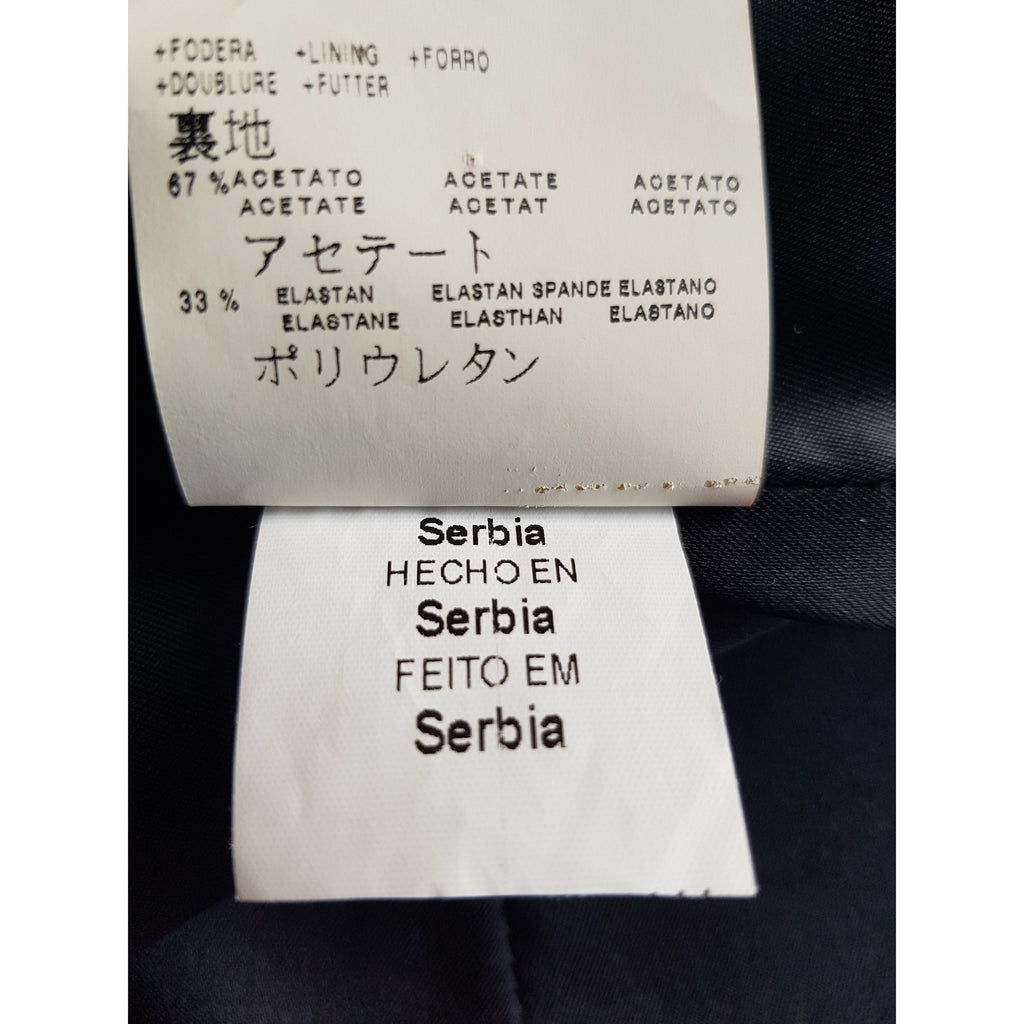 +FODERA +LINING +FORRO
+DOUBLURE +FUTTER
裏地
67 % ACETATO ACETATE ACETATO
ACETATE ACETAT ACETATO
アセテート
33 % ELASTAN ELASTAN SPANDE ELASTANO
ELASTANE ELASTHAN ELASTANO
ポリウレタン
Serbia
HECHO EN
Serbia
FEITO EM
Serbia